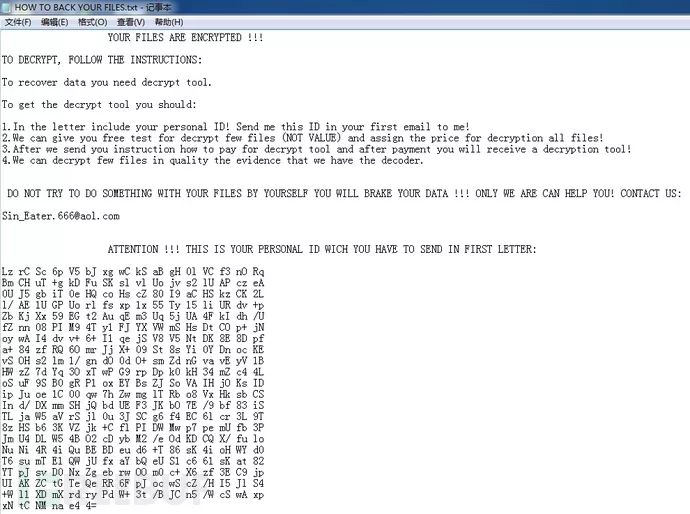 HOW TO BACK YOUR FILES.txt - 记事本
文件(F) 编辑(E) 格式(O) 查看(V) 帮助(H)
YOUR FILES ARE ENCRYPTED !!!
TO DECRYPT, FOLLOW THE INSTRUCTIONS:
To recover data you need decrypt tool.
To get the decrypt tool you should:
1.In the letter include your personal ID! Send me this ID in your first email to me!
2.We can give you free test for decrypt few files (NOT VALUE) and assign the price for decryption all files!
3.After we send you instruction how to pay for decrypt tool and after payment you will receive a decryption tool!
4.We can decrypt few files in quality the evidence that we have the decoder.
DO NOT TRY TO DO SOMETHING WITH YOUR FILES BY YOURSELF YOU WILL BRAKE YOUR DATA !!! ONLY WE ARE CAN HELP YOU! CONTACT US:
Sin_Eater.666@aol.com
ATTENTION !!! THIS IS YOUR PERSONAL ID WICH YOU HAVE TO SEND IN FIRST LETTER:
Lz rC Sc 6p V5 bJ xg wC kS aB gH 0l VC f3 nO Rq
Bm CH uT +g kD Fu SK sl vl Uo jv s2 lU AP cz eA
0U J5 gb iT 0e HQ co Hs cZ 80 I9 aC HS kz CK 2L
l/ AE 1U GP Uo rl fs xp lx 55 Ty 15 li UR dv +p
Zb Kj Xx 59 EG t2 Au qE m3 Uq 5j UA 4F kI dh /U
fZ nn 08 PI M9 4T yl FJ YX VW mS Hs Dt CO p+ jN
oy wA I4 dv v+ 6+ I1 qe jS V8 V5 Nt DK 8E 8D pf
a+ 84 zf RQ 60 mr Jj X+ 09 St 8s Yi 0Y Dn oc KE
vS OH s2 lm 1/ gn dO 0d O+ sm Zd nG va vE yV 1B
HW zZ 7d Yq 30 xT wP G9 rp Dp k0 kH 34 mZ c4 4L
oS uF 9S B0 gR Pl ox EY Bs ZJ So VA IH j0 Ks ID
ip Ju oe 1C 00 qw 7h Zw mg lT Rb o8 Vx Hk sb CS
In d/ DX mm SH jQ bd UE F3 JK b0 7E /9 bf 83 iS
TL ja W5 aV rS jl 0u 3J SC g6 f4 EC 6l cr 3L 9T
8z HS b6 3K VZ jk +C fl PI DW Mw p7 pe mU fb 3P
Jm U4 DL W5 4B O2 cD yb M2 /e Od KD CQ X/ fu lo
Nu Ni 4R 4i Qu BE BD eu d6 +T 86 sK 4i oH WY d0
T6 su mT El QW jU fx aY bQ eU S1 c6 61 sK at 82
YT pJ sv D0 Nx Zg eb rw OO m0 c+ X6 zf 3E C9 jp
UI AK ZC tG Te Qe RR 6F pJ oc wS cZ /H I5 Jl S4
+W l1 XD mX rd ry Pd W+ 3t /B JC n5 /W cS wA xp
xN tC NM na e4 4=